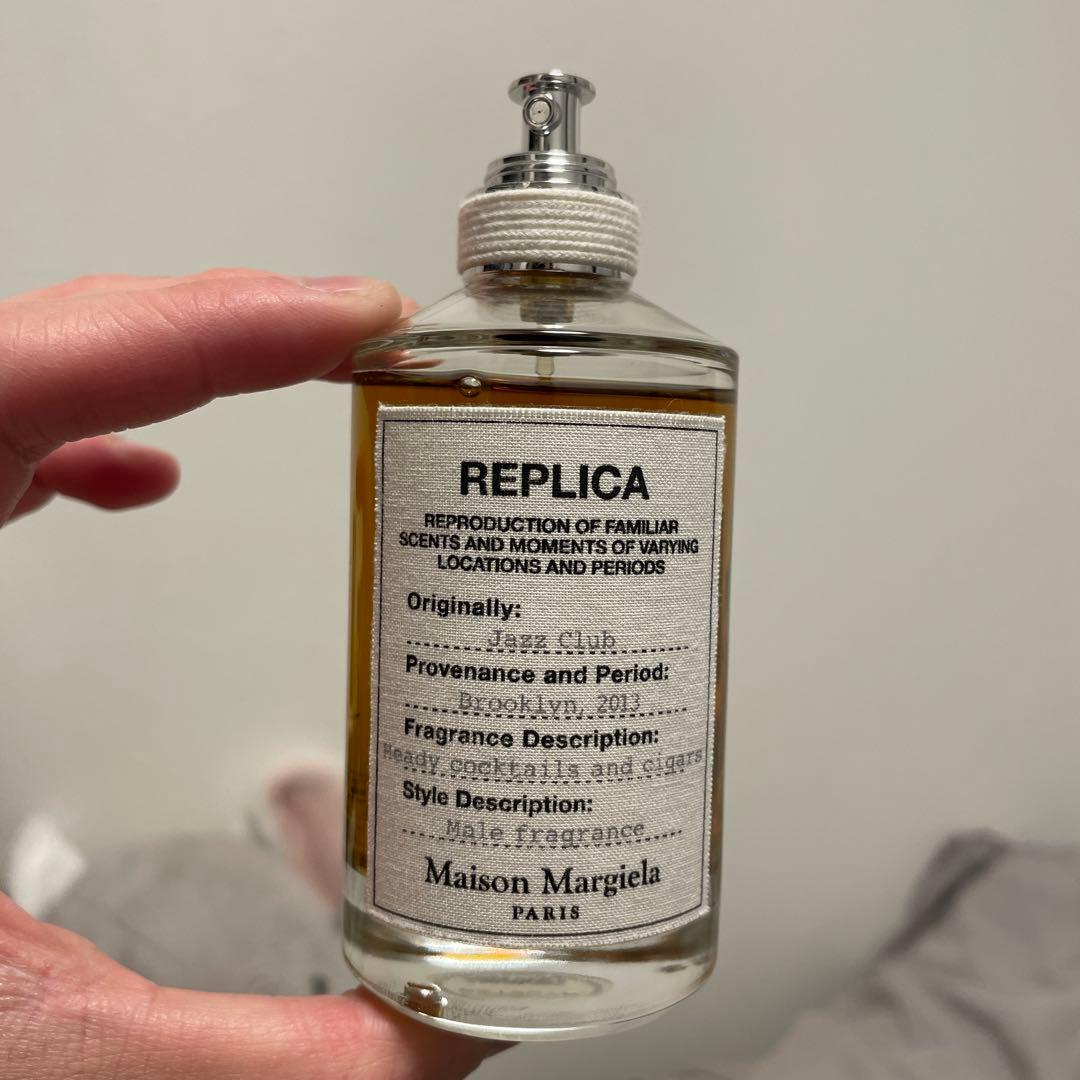 REPLICA
REPRODUCTION OF FAMILIAR
SCENTS AND MOMENTS OF VARYING
LOCATIONS AND PERIODS
Originally:
Jazz Club
Provenance and Period:
Brooklyn, 2013
Fragrance Description:
Heady cocktails and cigars
Style Description:
Male fragrance
Maison Margiela
PARIS